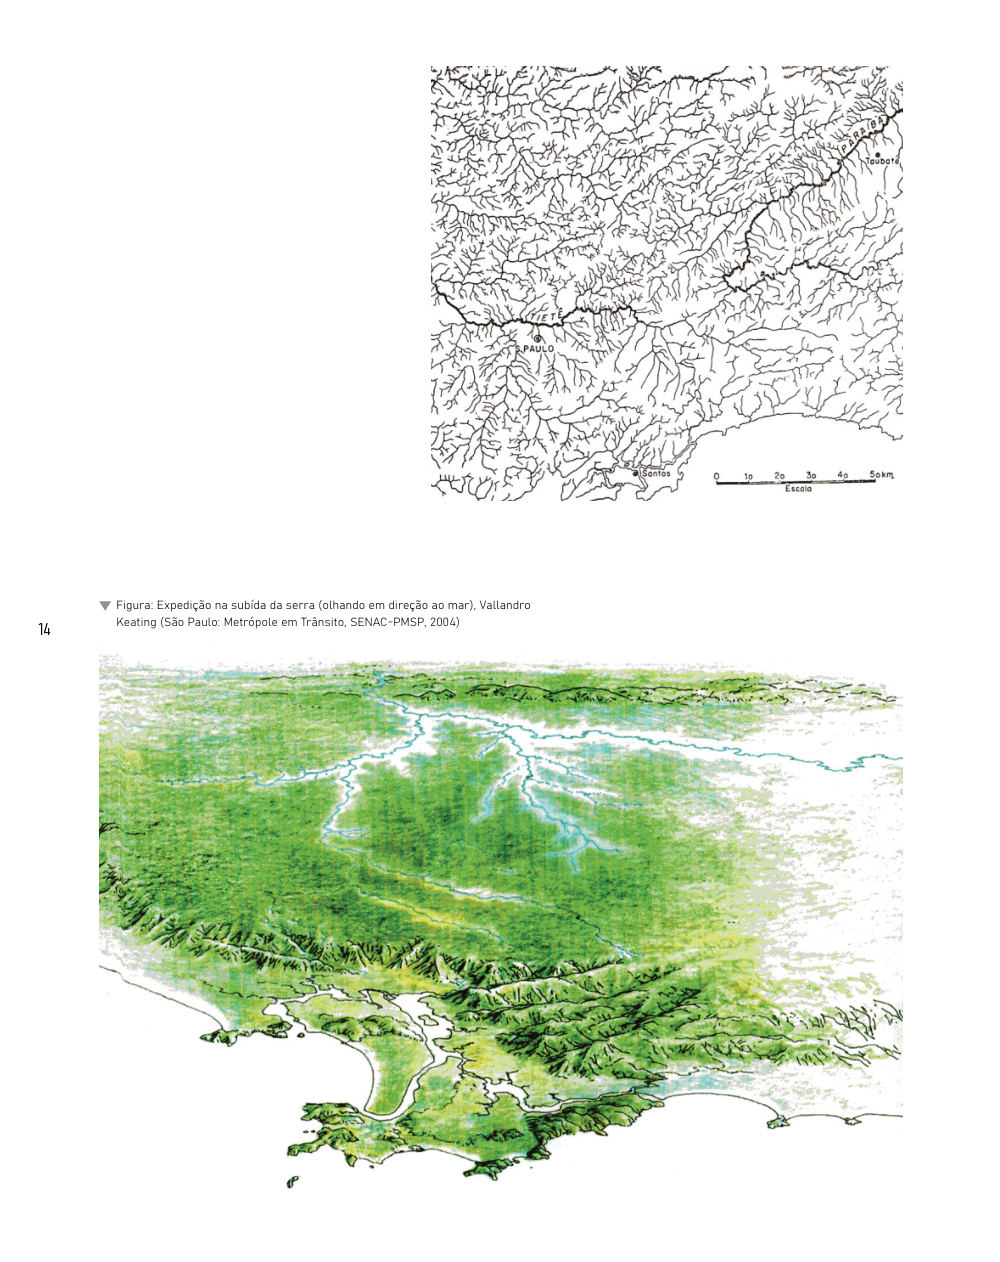 PARAIBA
Taubaté
TIETÊ
S. PAULO
Santos
0 10 20 30 40 50km
Escala
Figura: Expedição na subída da serra (olhando em direção ao mar), Vallandro
Keating (São Paulo: Metrópole em Trânsito, SENAC-PMSP, 2004)
14